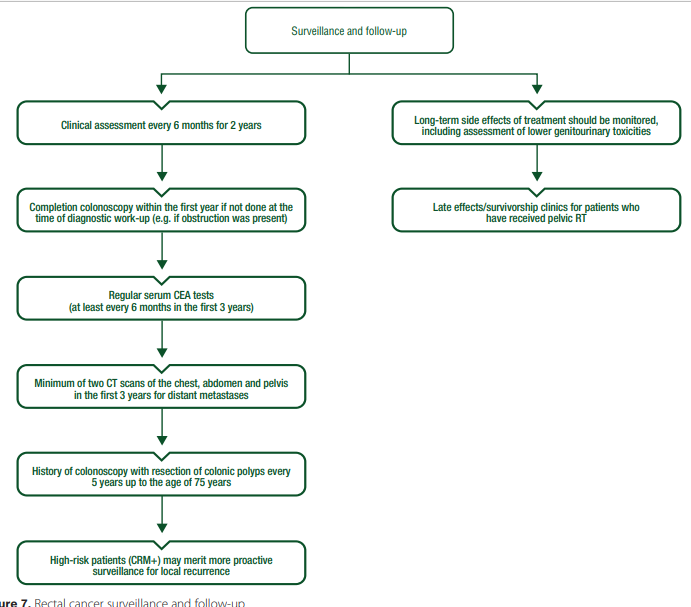 Surveillance and follow-up
Clinical assessment every 6 months for 2 years
Completion colonoscopy within the first year if not done at the
time of diagnostic work-up (e.g. if obstruction was present)
Regular serum CEA tests
(at least every 6 months in the first 3 years)
Minimum of two CT scans of the chest, abdomen and pelvis
in the first 3 years for distant metastases
History of colonoscopy with resection of colonic polyps every
5 years up to the age of 75 years
High-risk patients (CRM+) may merit more proactive
surveillance for local recurrence
Long-term side effects of treatment should be monitored,
including assessment of lower genitourinary toxicities
Late effects/survivorship clinics for patients who
have received pelvic RT
ure 7. Rectal cancer surveillance and follow-up